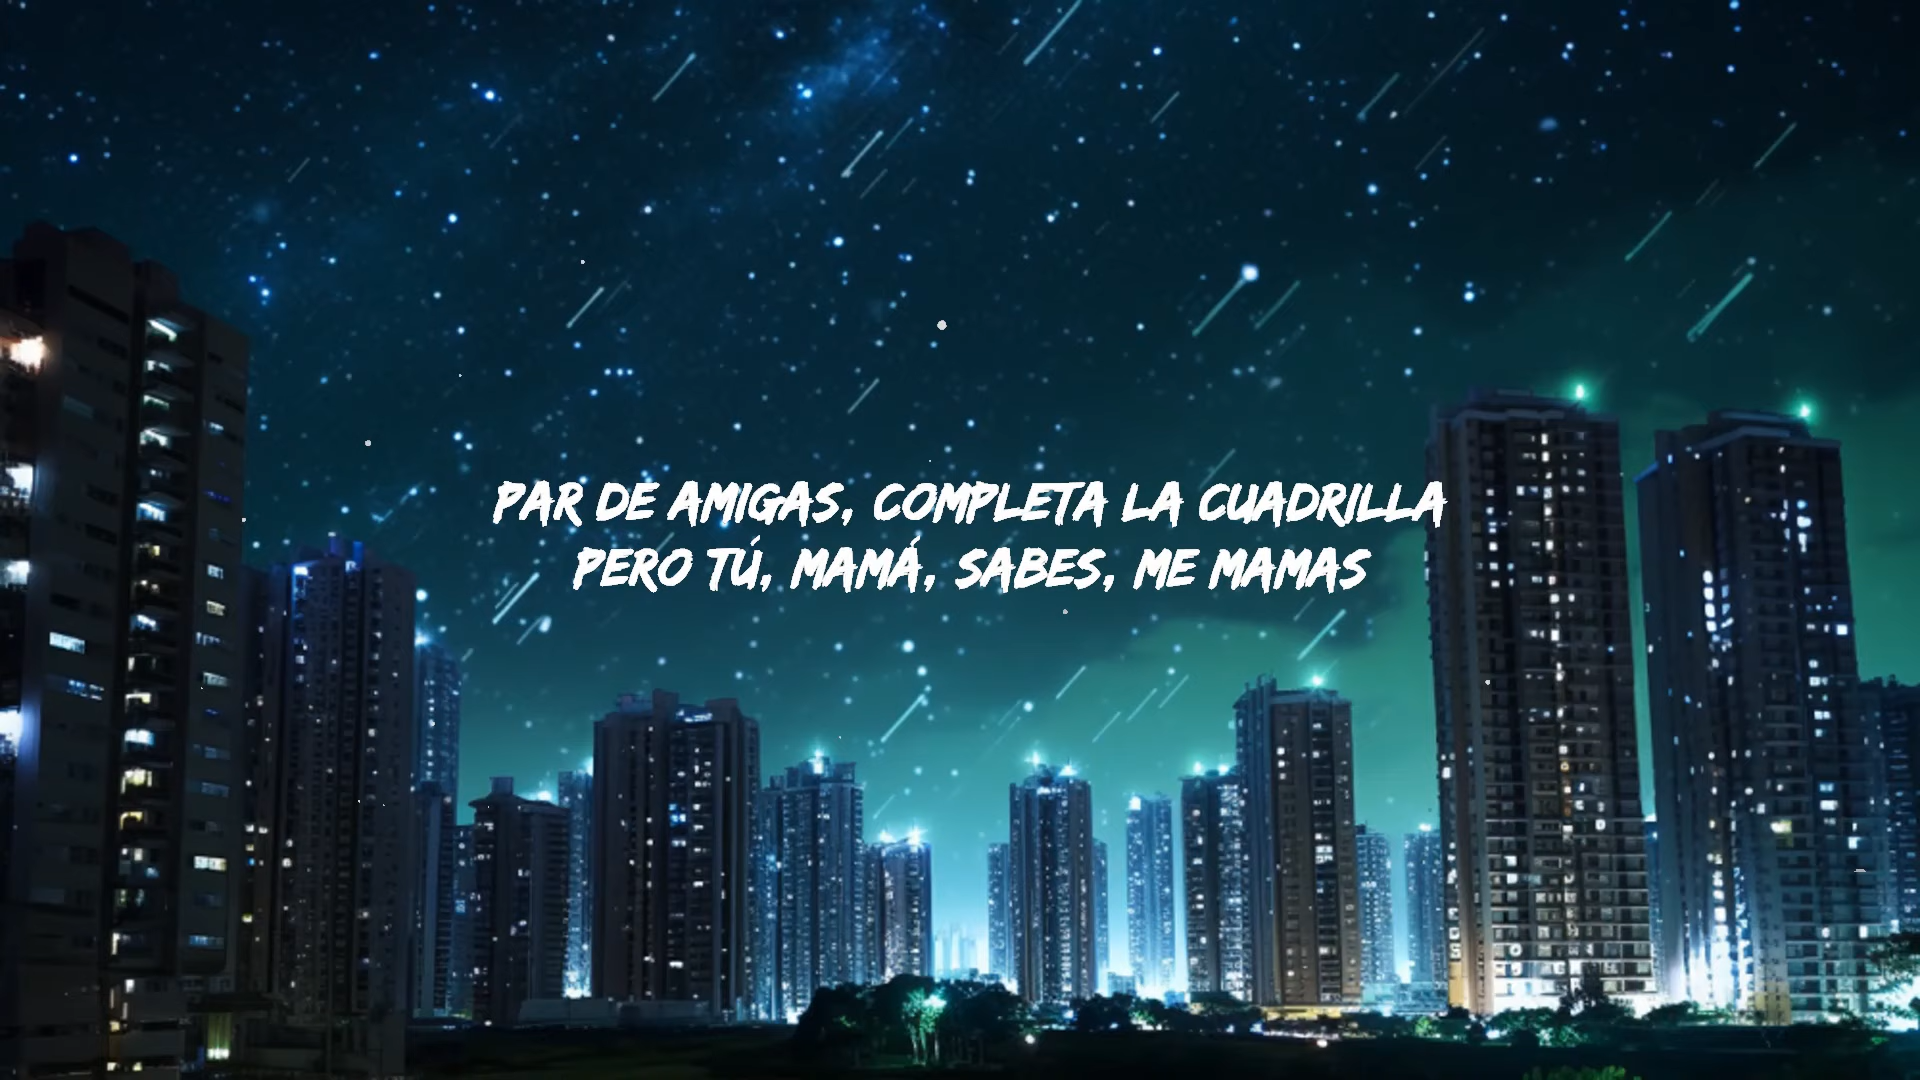 PAR DE AMIGAS, COMPLETA LA CUADRILLA
PERO TÚ, MAMÁ, SABES, ME MAMAS